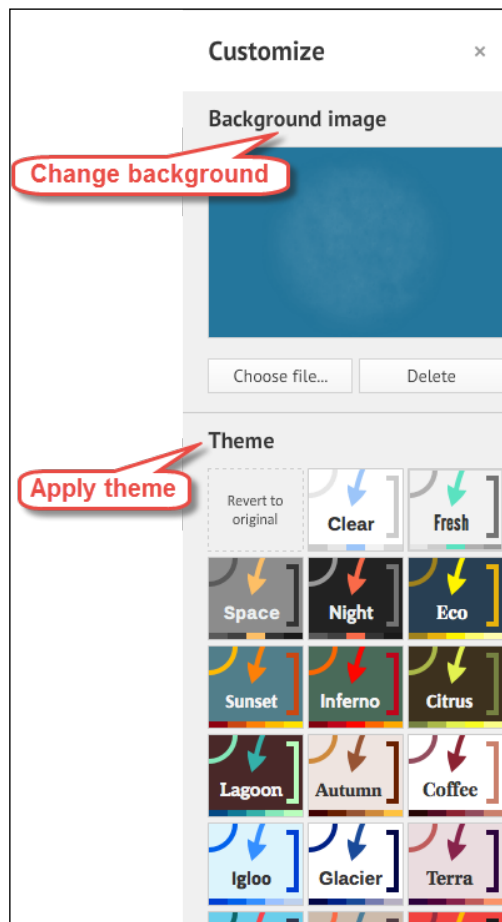 Customize ×
Background image
Change background
Choose file...
Delete
Theme
Apply theme
Revert to
original
Clear
Fresh
Space
Night
Eco
Sunset
Inferno
Citrus
Lagoon
Autumn
Coffee
Igloo
Glacier
Terra